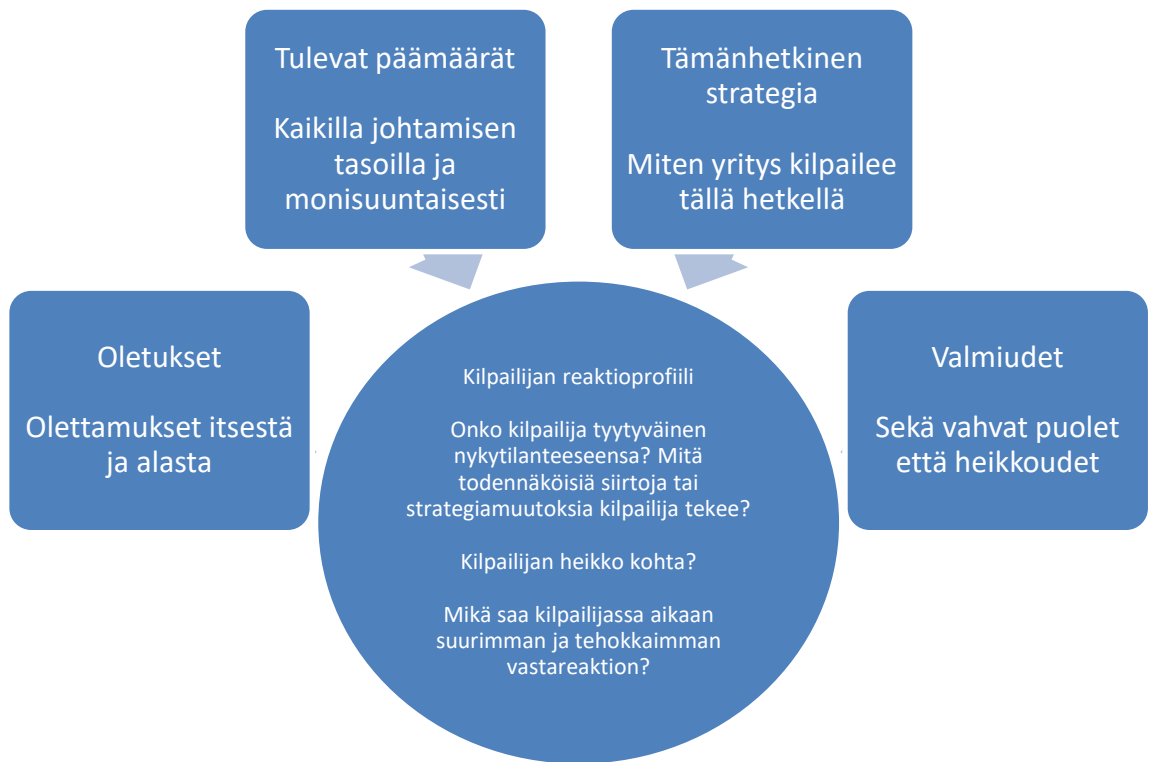 Tulevat päämäärät
Kaikilla johtamisen
tasoilla ja
monisuuntaisesti
Tämänhetkinen
strategia
Miten yritys kilpailee
tällä hetkellä
Oletukset
Olettamukset itsestä
ja alasta
Kilpailijan reaktioprofiili
Onko kilpailija tyytyväinen
nykytilanteeseensa? Mitä
todennäköisiä siirtoja tai
strategiamuutoksia kilpailija tekee?
Kilpailijan heikko kohta?
Mikä saa kilpailijassa aikaan
suurimman ja tehokkaimman
vastareaktion?
Valmiudet
Sekä vahvat puolet
että heikkoudet